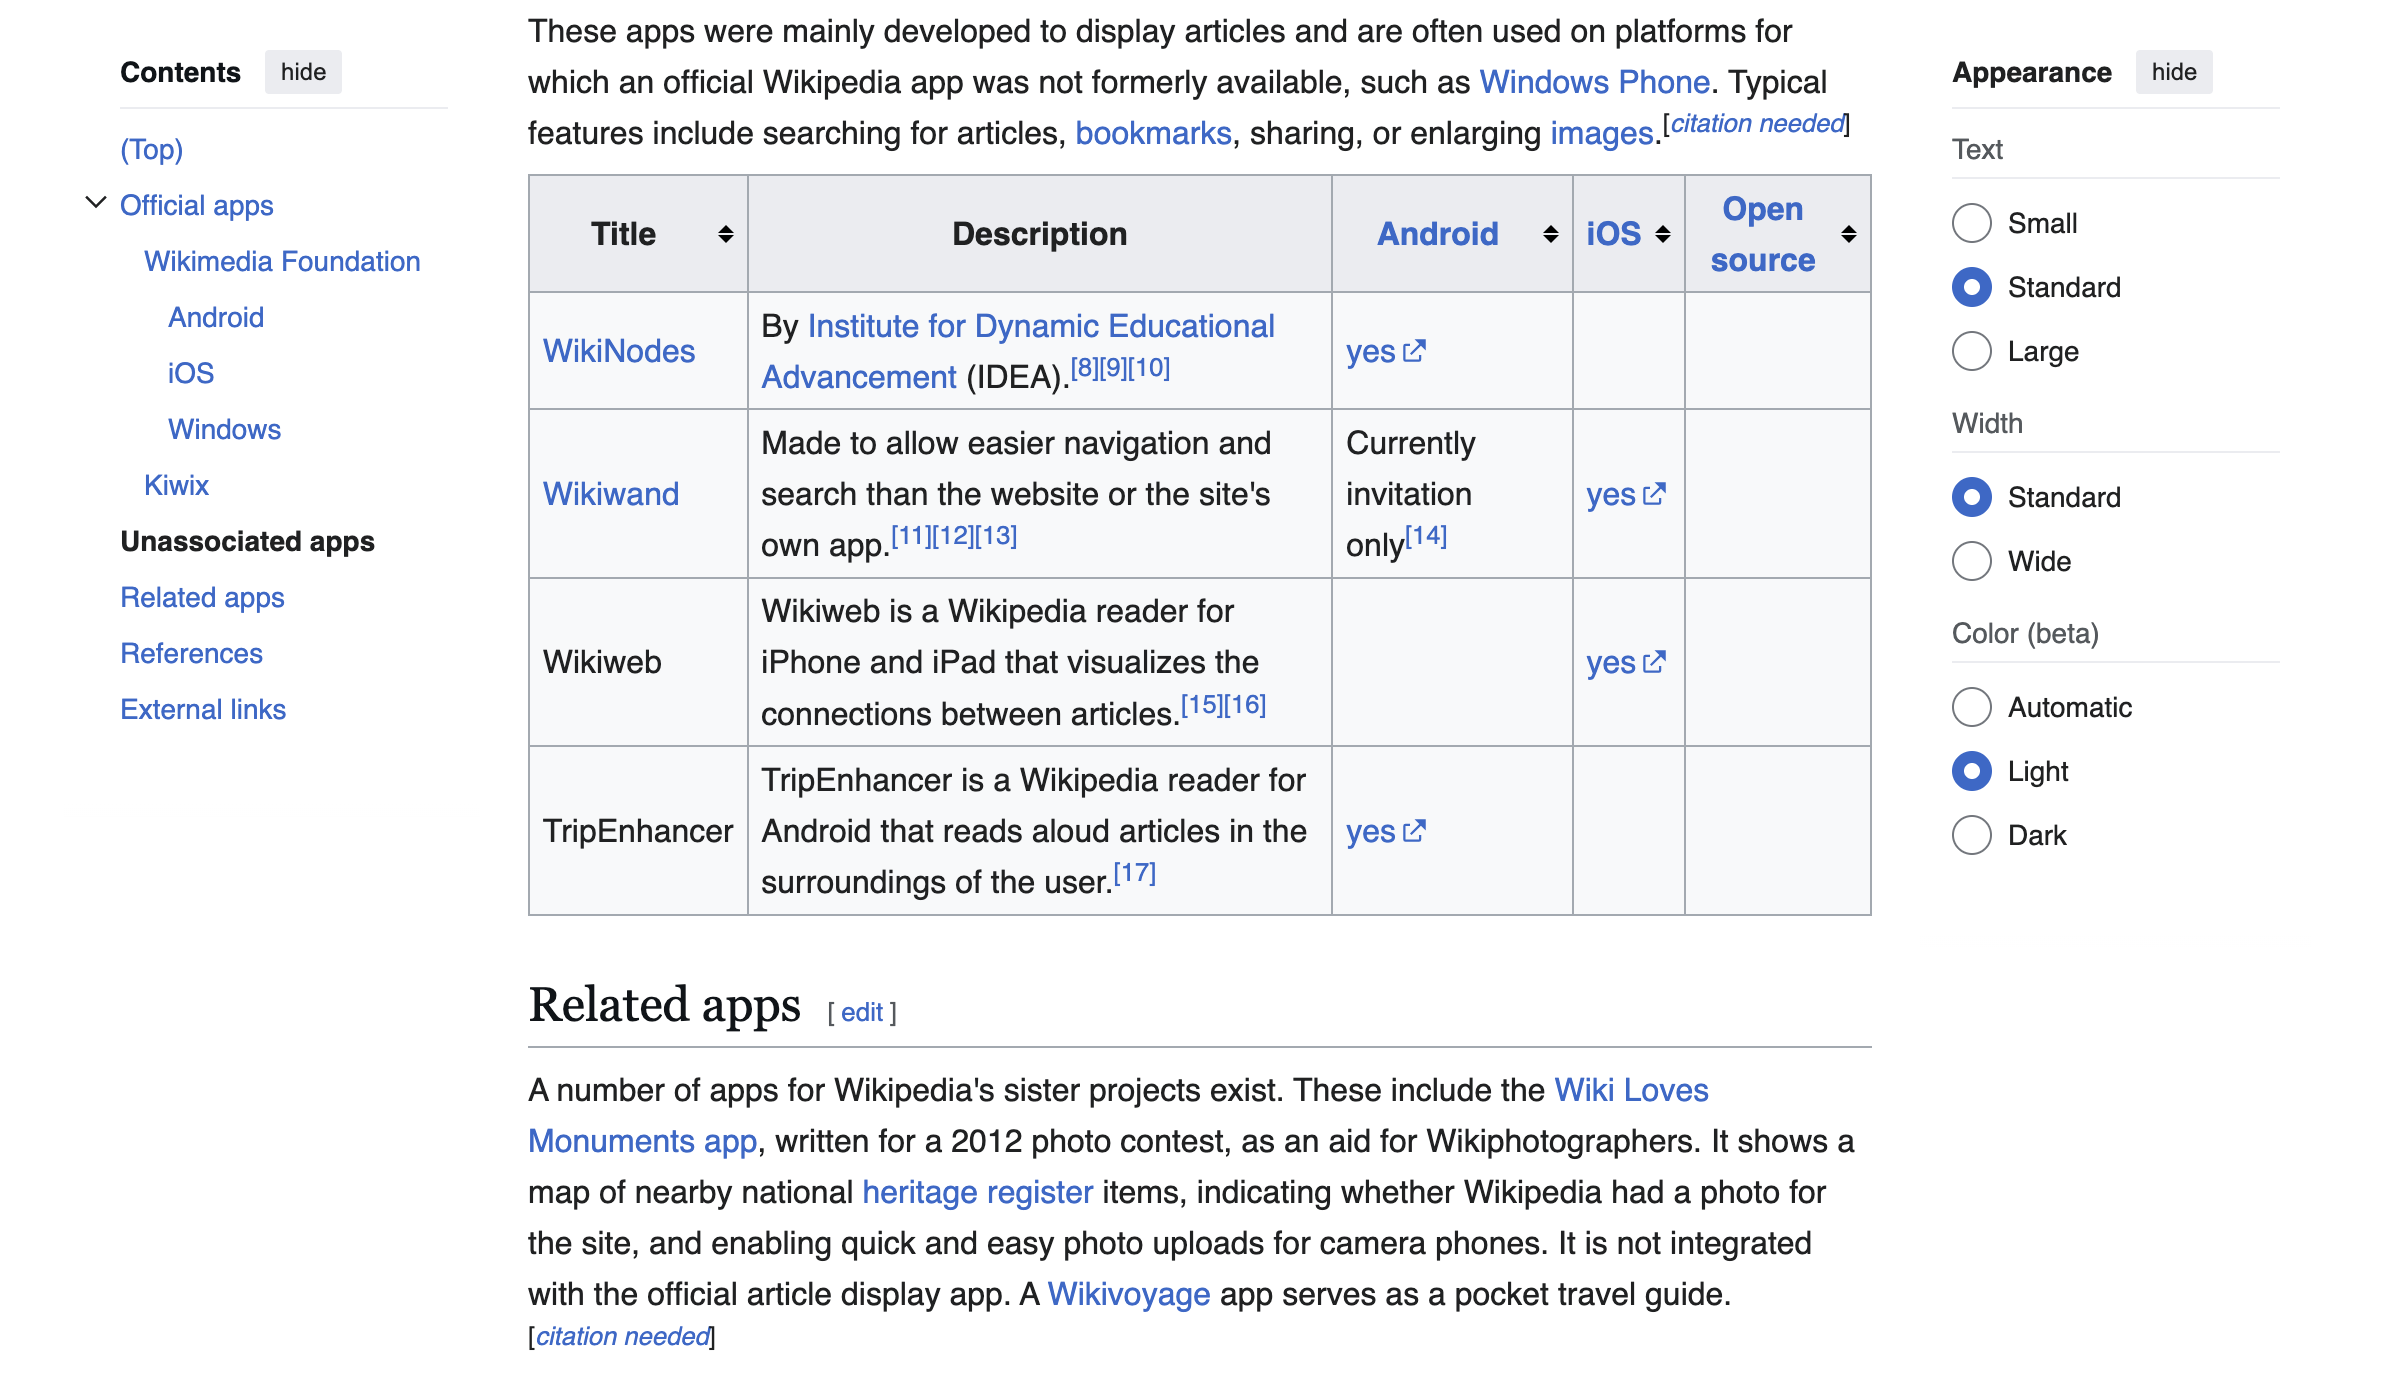 Contents hide
(Top)
Official apps
Wikimedia Foundation
Android
iOS
Windows
Kiwix
Unassociated apps
Related apps
References
External links
These apps were mainly developed to display articles and are often used on platforms for
which an official Wikipedia app was not formerly available, such as Windows Phone. Typical
features include searching for articles, bookmarks, sharing, or enlarging images.[citation needed]
Title Description Android iOS Open source
WikiNodes
By Institute for Dynamic Educational
Advancement (IDEA).[8][9][10]
yes
Wikiwand
Made to allow easier navigation and
search than the website or the site's
own app.[11][12][13]
Currently
invitation
only[14]
yes
Wikiweb
Wikiweb is a Wikipedia reader for
iPhone and iPad that visualizes the
connections between articles.[15][16]
yes
TripEnhancer
TripEnhancer is a Wikipedia reader for
Android that reads aloud articles in the
surroundings of the user.[17]
yes
Related apps [ edit ]
A number of apps for Wikipedia's sister projects exist. These include the Wiki Loves
Monuments app, written for a 2012 photo contest, as an aid for Wikiphotographers. It shows a
map of nearby national heritage register items, indicating whether Wikipedia had a photo for
the site, and enabling quick and easy photo uploads for camera phones. It is not integrated
with the official article display app. A Wikivoyage app serves as a pocket travel guide.
[citation needed]
Appearance hide
Text
Small
Standard
Large
Width
Standard
Wide
Color (beta)
Automatic
Light
Dark